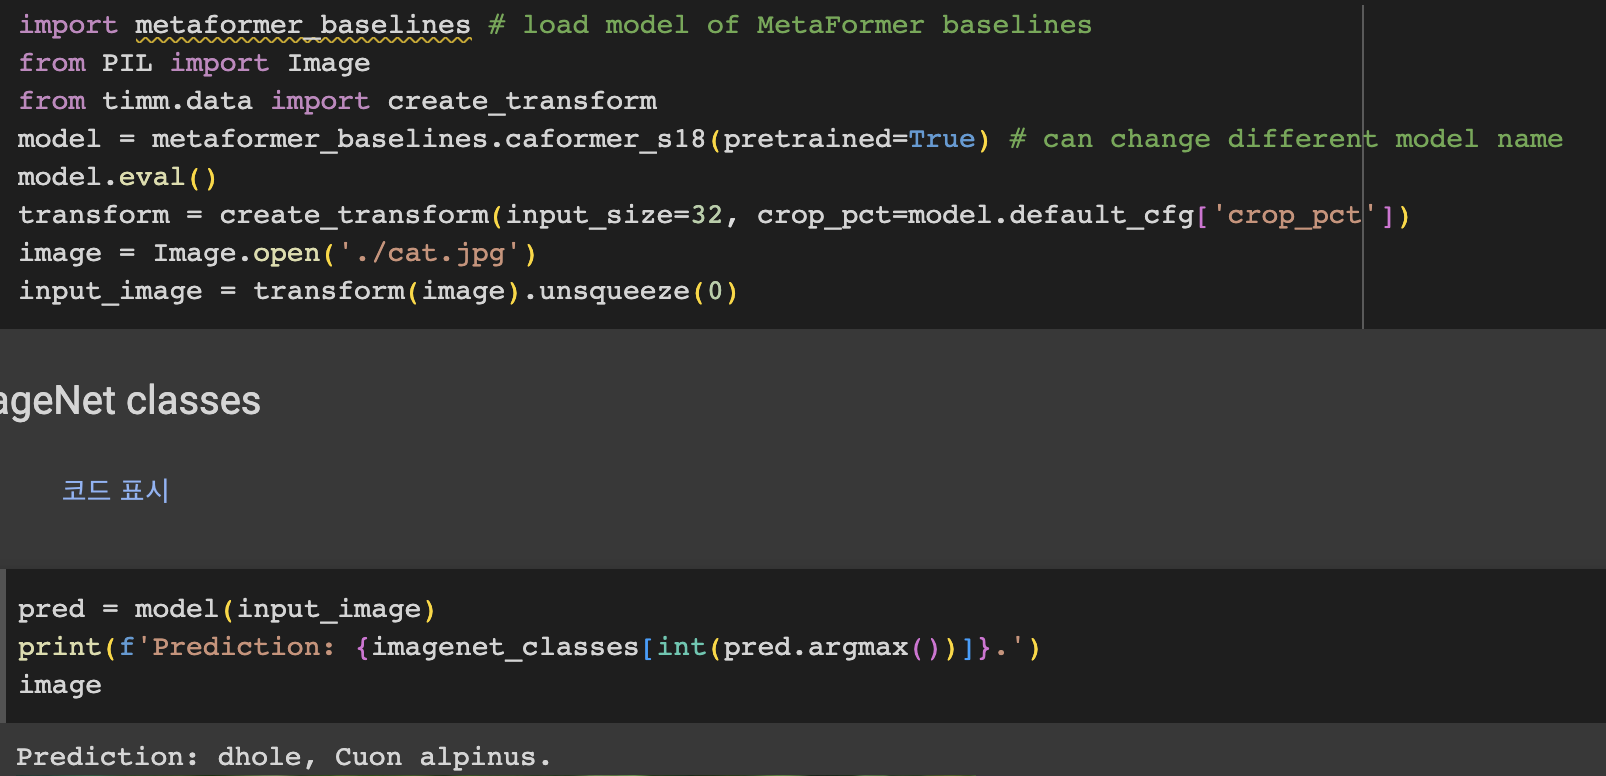 import metaformer_baselines # load model of MetaFormer baselines
from PIL import Image
from timm.data import create_transform
model = metaformer_baselines.caformer_s18(pretrained=True) # can change different model name
model.eval()
transform = create_transform(input_size=32, crop_pct=model.default_cfg['crop_pct'])
image = Image.open('./cat.jpg')
input_image = transform(image).unsqueeze(0)
ageNet classes
코드 표시
pred = model(input_image)
print(f'Prediction: {imagenet_classes[int(pred.argmax())]}.')
image
Prediction: dhole, Cuon alpinus.